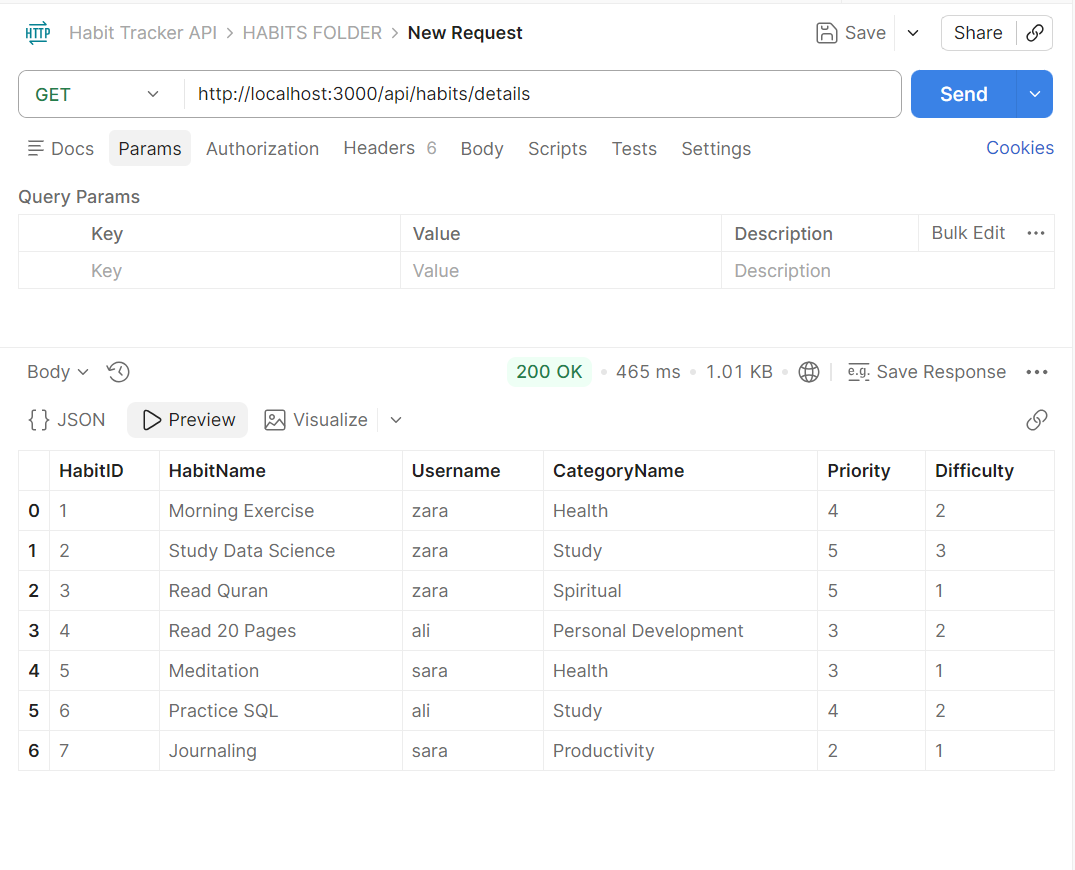 HTTP Habit Tracker API > HABITS FOLDER > New Request Save Share
GET http://localhost:3000/api/habits/details Send
Docs Params Authorization Headers 6 Body Scripts Tests Settings Cookies
Query Params
Key Value Description Bulk Edit
Key Value Description
Body 200 OK 465 ms 1.01 KB e.g. Save Response
{} JSON Preview Visualize
HabitID HabitName Username CategoryName Priority Difficulty
0 1 Morning Exercise zara Health 4 2
1 2 Study Data Science zara Study 5 3
2 3 Read Quran zara Spiritual 5 1
3 4 Read 20 Pages ali Personal Development 3 2
4 5 Meditation sara Health 3 1
5 6 Practice SQL ali Study 4 2
6 7 Journaling sara Productivity 2 1